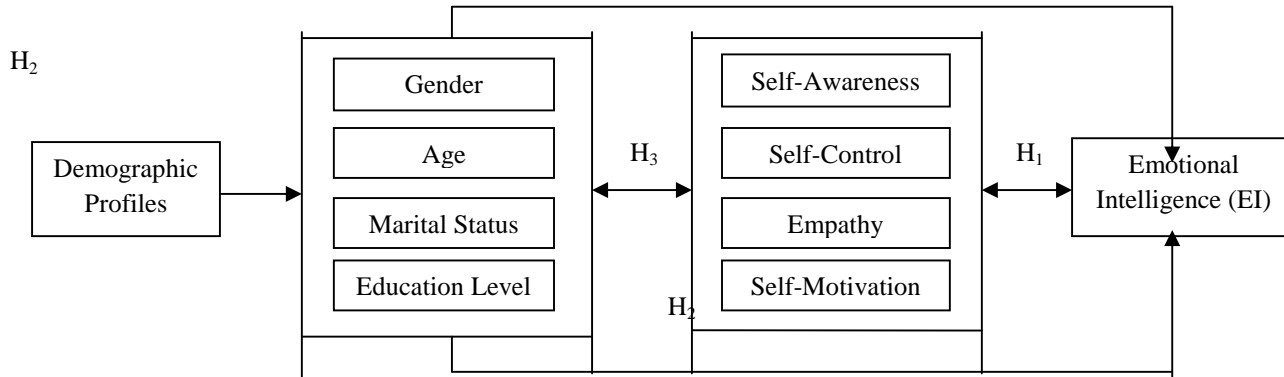 H₂
Demographic
Profiles
Gender
Age
Marital Status
Education Level
H₃
Self-Awareness
Self-Control
Empathy
Self-Motivation
H₂
H₁
Emotional
Intelligence (EI)